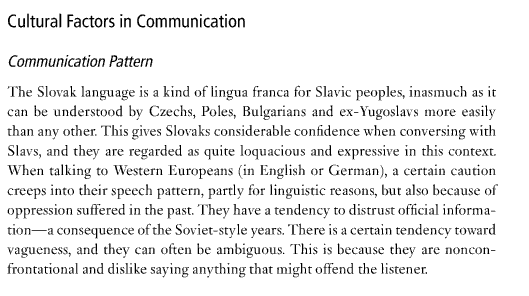 Cultural Factors in Communication
Communication Pattern
The Slovak language is a kind of lingua franca for Slavic peoples, inasmuch as it
can be understood by Czechs, Poles, Bulgarians and ex-Yugoslavs more easily
than any other. This gives Slovaks considerable confidence when conversing with
Slavs, and they are regarded as quite loquacious and expressive in this context.
When talking to Western Europeans (in English or German), a certain caution
creeps into their speech pattern, partly for linguistic reasons, but also because of
oppression suffered in the past. They have a tendency to distrust official informa-
tion—a consequence of the Soviet-style years. There is a certain tendency toward
vagueness, and they can often be ambiguous. This is because they are noncon-
frontational and dislike saying anything that might offend the listener.